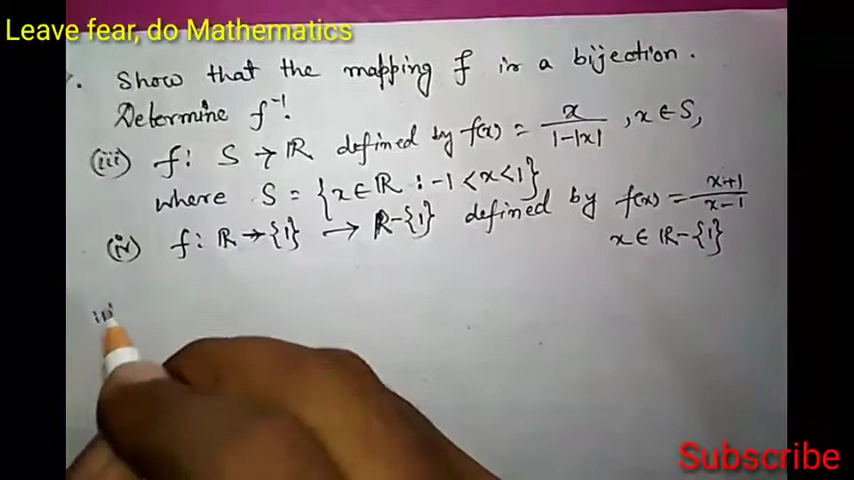 Leave fear, do Mathematics
. Show that the mapping f is a bijection.
Determine f⁻¹.
(iii) f: S → ℝ defined by f(x) = x/(1-|x|), x ∈ S,
where S = {x ∈ ℝ : -1 < x < 1}
(iv) f: ℝ → {1} → ℝ-{1} defined by f(x) = (x+1)/(x-1)
x ∈ ℝ-{1}
Subscribe